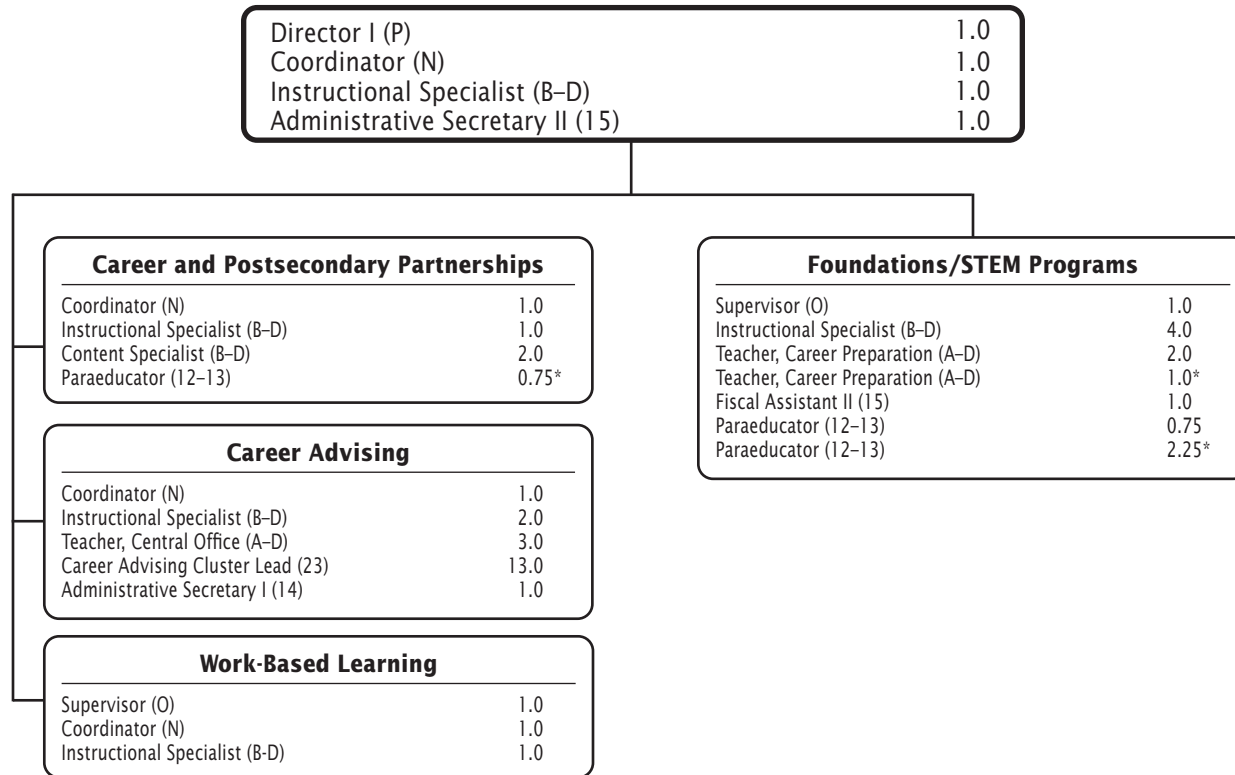 Director I (P) 1.0
Coordinator (N) 1.0
Instructional Specialist (B–D) 1.0
Administrative Secretary II (15) 1.0
Career and Postsecondary Partnerships
Coordinator (N) 1.0
Instructional Specialist (B–D) 1.0
Content Specialist (B–D) 2.0
Paraeducator (12–13) 0.75*
Career Advising
Coordinator (N) 1.0
Instructional Specialist (B–D) 2.0
Teacher, Central Office (A–D) 3.0
Career Advising Cluster Lead (23) 13.0
Administrative Secretary I (14) 1.0
Work-Based Learning
Supervisor (O) 1.0
Coordinator (N) 1.0
Instructional Specialist (B-D) 1.0
Foundations/STEM Programs
Supervisor (O) 1.0
Instructional Specialist (B–D) 4.0
Teacher, Career Preparation (A–D) 2.0
Teacher, Career Preparation (A–D) 1.0*
Fiscal Assistant II (15) 1.0
Paraeducator (12–13) 0.75
Paraeducator (12–13) 2.25*